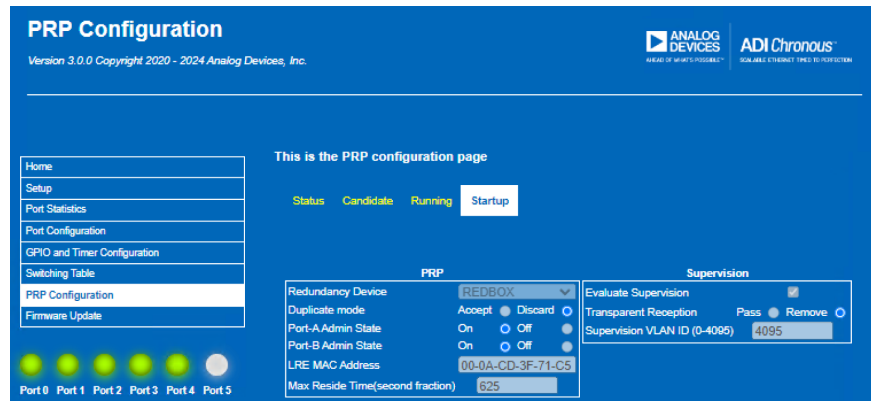 PRP Configuration
Version 3.0.0 Copyright 2020 - 2024 Analog Devices, Inc.
ANALOG
DEVICES
AHEAD OF WHAT'S POSSIBLE™
ADI Chronous™
SCALABLE ETHERNET TIMED TO PERFECTION
Home
Setup
Port Statistics
Port Configuration
GPIO and Timer Configuration
Switching Table
PRP Configuration
Firmware Update
Port 0 Port 1 Port 2 Port 3 Port 4 Port 5
This is the PRP configuration page
Status Candidate Running Startup
PRP
Redundancy Device REDBOX
Duplicate mode Accept Discard
Port-A Admin State On Off
Port-B Admin State On Off
LRE MAC Address 00-0A-CD-3F-71-C5
Max Reside Time(second fraction) 625
Supervision
Evaluate Supervision
Transparent Reception Pass Remove
Supervision VLAN ID (0-4095) 4095